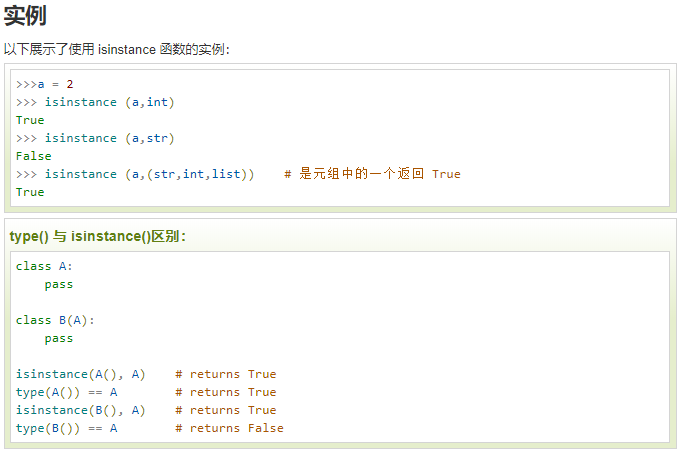 实例
以下展示了使用 isinstance 函数的实例：
>>>a = 2
>>> isinstance (a,int)
True
>>> isinstance (a,str)
False
>>> isinstance (a,(str,int,list))    # 是元组中的一个返回 True
True
type() 与 isinstance()区别：
class A:
    pass
class B(A):
    pass
isinstance(A(), A)    # returns True
type(A()) == A        # returns True
isinstance(B(), A)    # returns True
type(B()) == A        # returns False